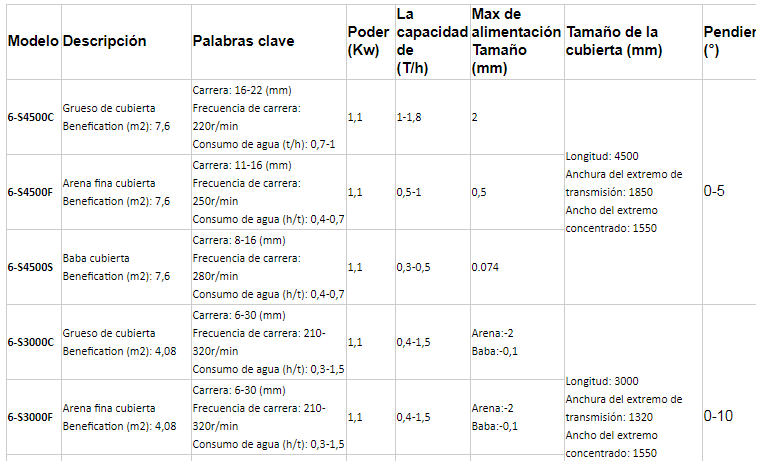 Modelo Descripción Palabras clave Poder (Kw) La capacidad de (T/h) Max de alimentación Tamaño (mm) Tamaño de la cubierta (mm) Pendien (°)
6-S4500C
Grueso de cubierta
Benefication (m2): 7,6
Carrera: 16-22 (mm)
Frecuencia de carrera:
220r/min
Consumo de agua (t/h): 0,7-1
1,1
1-1,8
2
Longitud: 4500
Anchura del extremo de
transmisión: 1850
Ancho del extremo
concentrado: 1550
0-5
6-S4500F
Arena fina cubierta
Benefication (m2): 7,6
Carrera: 11-16 (mm)
Frecuencia de carrera:
250r/min
Consumo de agua (h/t): 0,4-0,7
1,1
0,5-1
0,5
6-S4500S
Baba cubierta
Benefication (m2): 7,6
Carrera: 8-16 (mm)
Frecuencia de carrera:
280r/min
Consumo de agua (h/t): 0,4-0,7
1,1
0,3-0,5
0.074
6-S3000C
Grueso de cubierta
Benefication (m2): 4,08
Carrera: 6-30 (mm)
Frecuencia de carrera: 210-
320r/min
Consumo de agua (h/t): 0,3-1,5
1,1
0,4-1,5
Arena:-2
Baba:-0,1
Longitud: 3000
Anchura del extremo de
transmisión: 1320
Ancho del extremo
concentrado: 1550
0-10
6-S3000F
Arena fina cubierta
Benefication (m2): 4,08
Carrera: 6-30 (mm)
Frecuencia de carrera: 210-
320r/min
Consumo de agua (h/t): 0,3-1,5
1,1
0,4-1,5
Arena:-2
Baba:-0,1